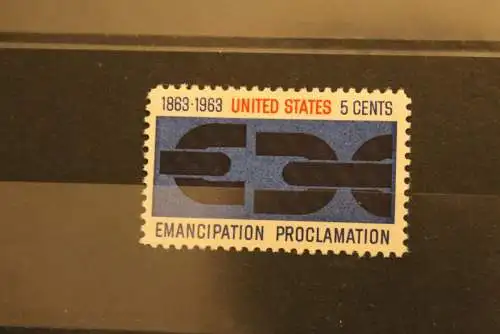 1863-1963 UNITED STATES 5 CENTS
EMANCIPATION PROCLAMATION